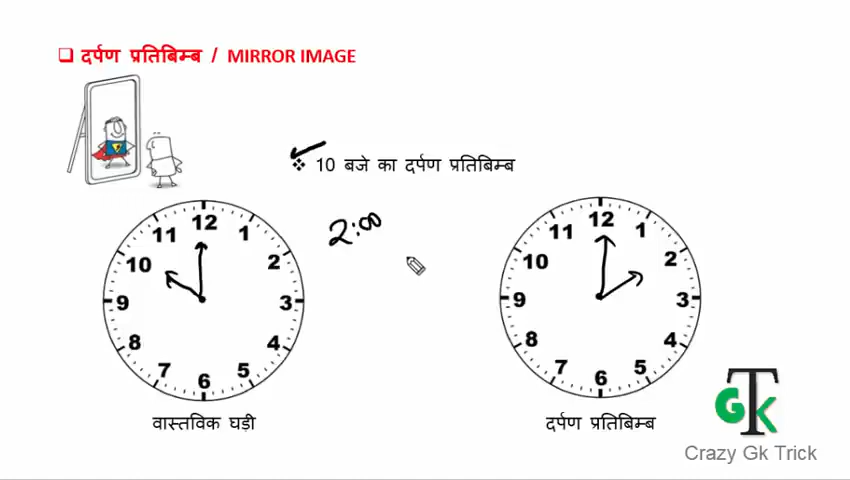 ❑ दर्पण प्रतिबिम्ब / MIRROR IMAGE
❖ 10 बजे का दर्पण प्रतिबिम्ब
12
11 1
10 2
9 3
8 4
7 5
6
वास्तविक घड़ी
2:00
12
11 1
10 2
9 3
8 4
7 5
6
दर्पण प्रतिबिम्ब
GTK
Crazy Gk Trick